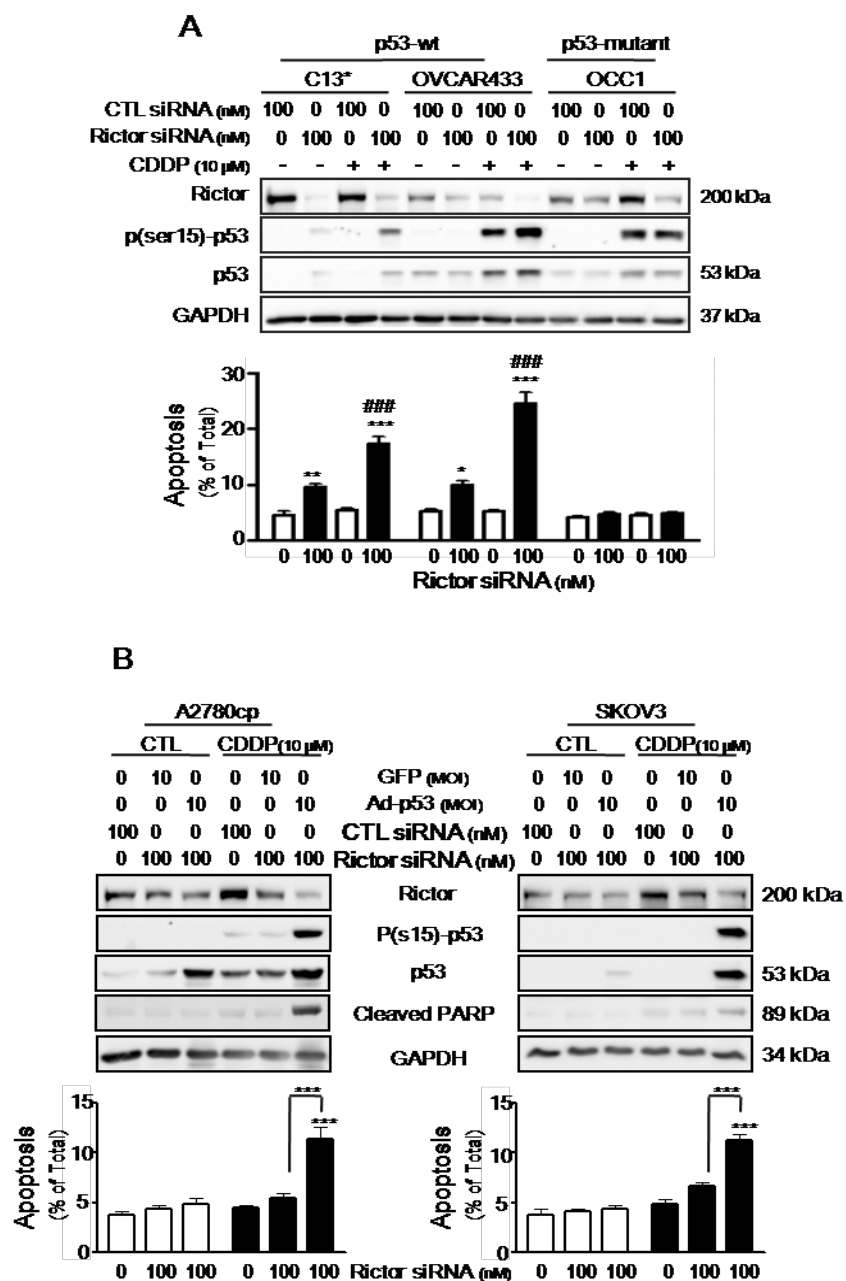 A
p53-wt p53-mutant
C13* OVCAR433 OCC1
CTL siRNA (nM) 100 0 100 0 100 0 100 0 100 0 100 0
Rictor siRNA (nM) 0 100 0 100 0 100 0 100 0 100 0 100
CDDP (10 µM) - - + + - - + + - - + +
Rictor 200 kDa
p(ser15)-p53
p53 53 kDa
GAPDH 37 kDa
30
20
10
0
Apoptosis
(% of Total)
** ### *** * ### ***
0 100 0 100 0 100 0 100 0 100 0 100
Rictor siRNA (nM)
B
A2780cp SKOV3
CTL CDDP (10 µM) CTL CDDP (10 µM)
0 10 0 0 10 0 GFP (MOI) 0 10 0 0 10 0
0 0 10 0 0 10 Ad-p53 (MOI) 0 0 10 0 0 10
100 0 0 100 0 0 CTL siRNA (nM) 100 0 0 100 0 0
0 100 100 0 100 100 Rictor siRNA (nM) 0 100 100 0 100 100
Rictor 200 kDa
P(s15)-p53
p53 53 kDa
Cleaved PARP 89 kDa
GAPDH 34 kDa
*** ***
*** ***
15 15
10 10
5 5
0 0
Apoptosis Apoptosis
(% of Total) (% of Total)
0 100 100 0 100 100 Rictor siRNA (nM) 0 100 100 0 100 100